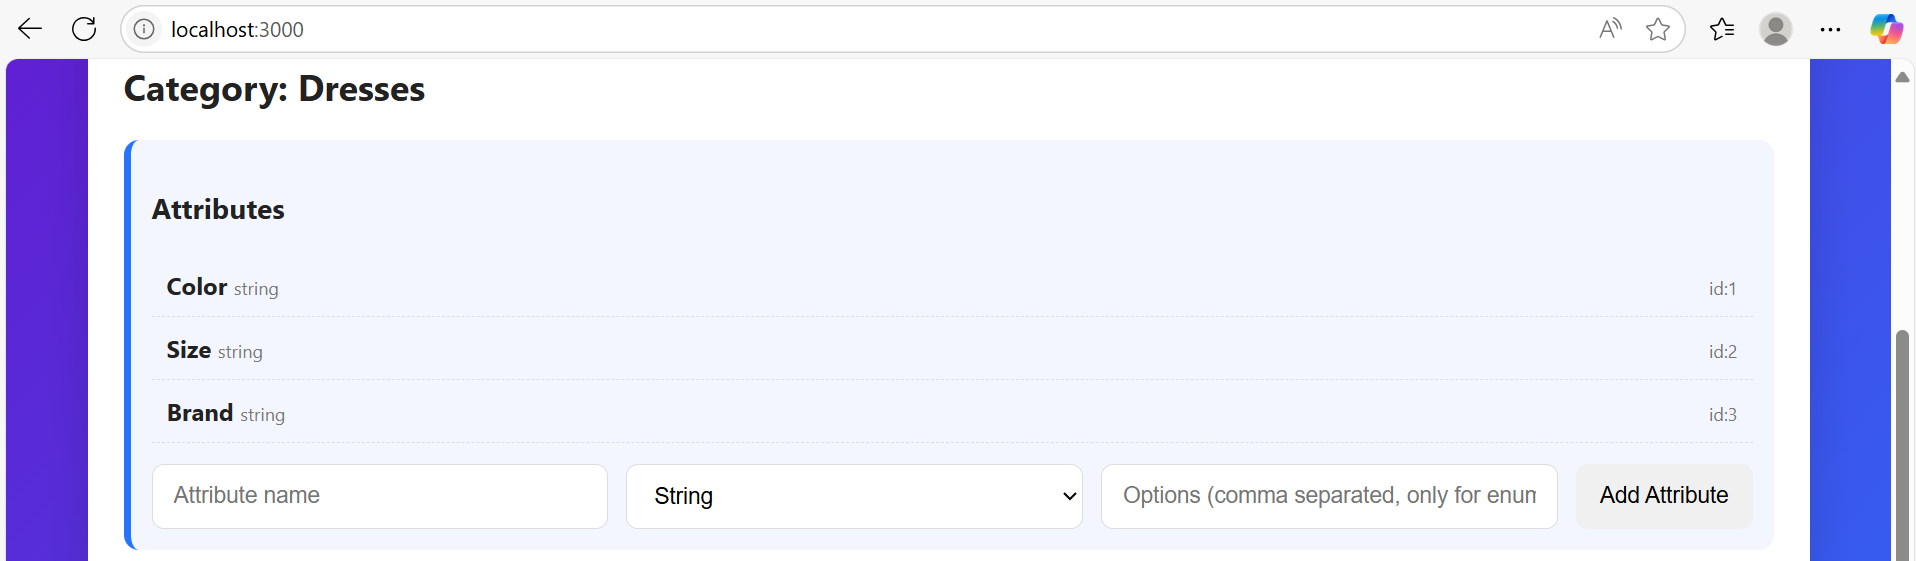 localhost:3000
Category: Dresses
Attributes
Color string id:1
Size string id:2
Brand string id:3
Attribute name String Options (comma separated, only for enum Add Attribute